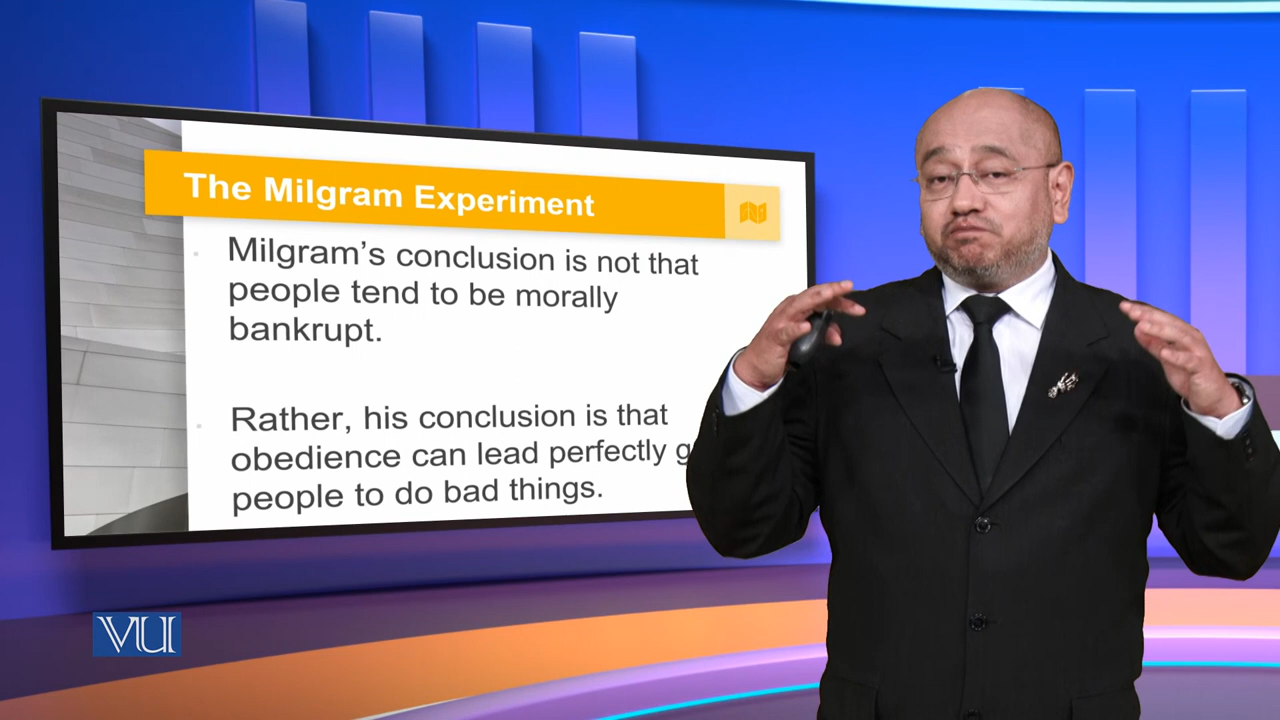 The Milgram Experiment
Milgram's conclusion is not that
people tend to be morally
bankrupt.
Rather, his conclusion is that
obedience can lead perfectly g
people to do bad things.
VU